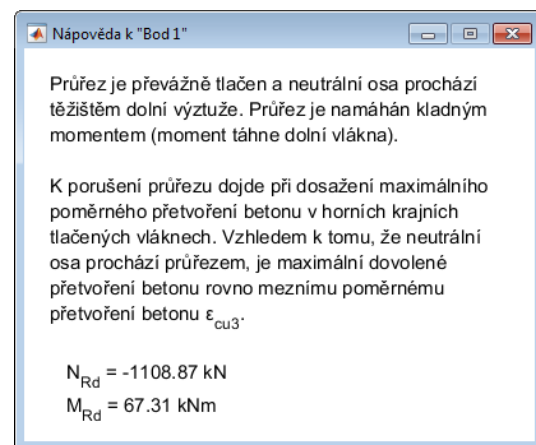 Nápověda k "Bod 1"
Průřez je převážně tlačen a neutrální osa prochází
těžištěm dolní výztuže. Průřez je namáhán kladným
momentem (moment táhne dolní vlákna).
K porušení průřezu dojde při dosažení maximálního
poměrného přetvoření betonu v horních krajních
tlačených vláknech. Vzhledem k tomu, že neutrální
osa prochází průřezem, je maximální dovolené
přetvoření betonu rovno meznímu poměrnému
přetvoření betonu ε_cu3.
N_Rd = -1108.87 kN
M_Rd = 67.31 kNm